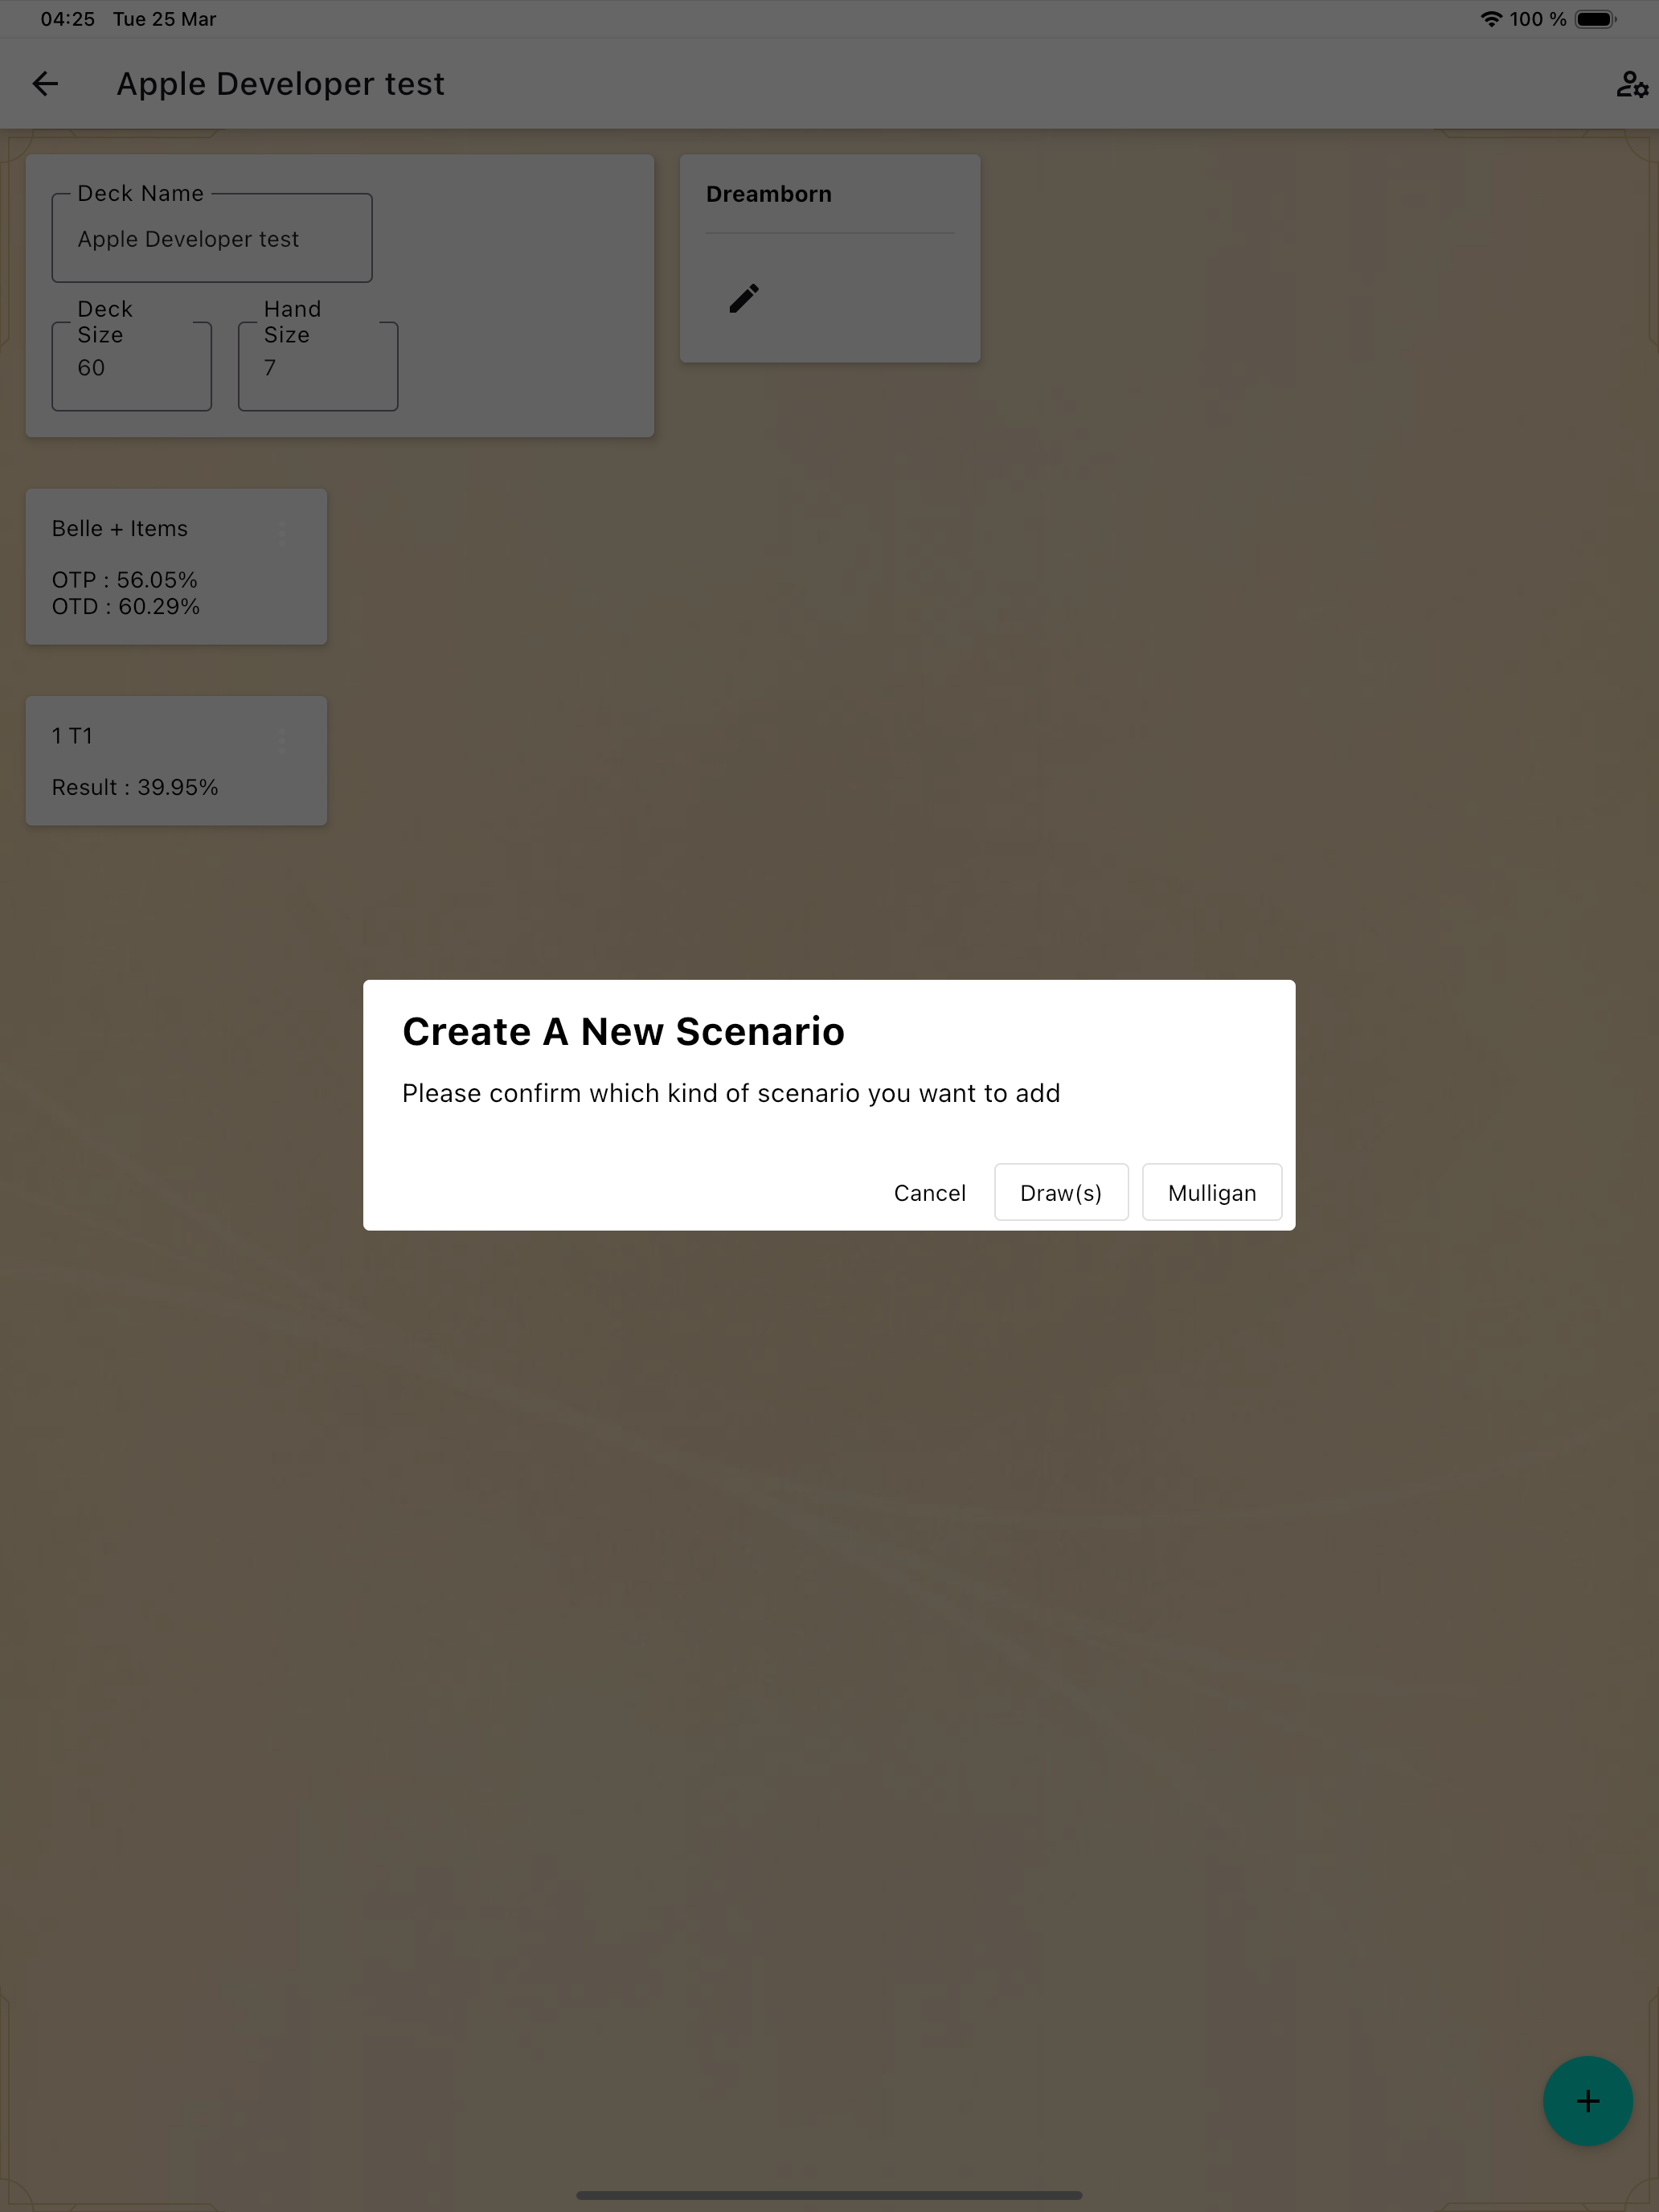 04:25 Tue 25 Mar 100 %
Apple Developer test
Deck Name
Apple Developer test
Deck Size
60
Hand Size
7
Dreamborn
Belle + Items
OTP : 56.05%
OTD : 60.29%
1 T1
Result : 39.95%
Create A New Scenario
Please confirm which kind of scenario you want to add
Cancel Draw(s) Mulligan